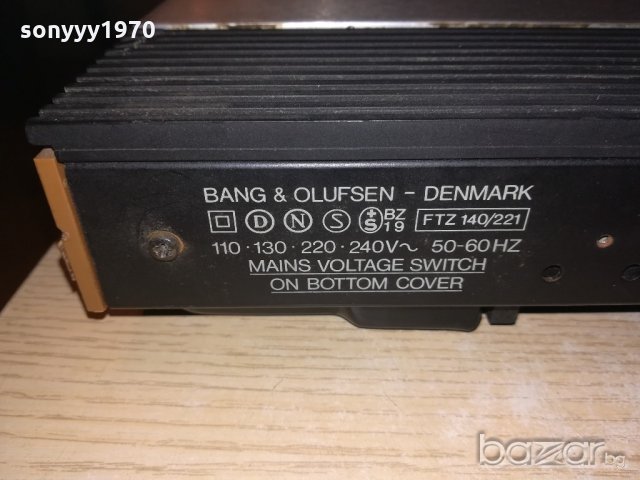 sonyyy1970
BANG & OLUFSEN - DENMARK
D N S +S BZ 19 FTZ 140/221
110 · 130 · 220 · 240V~ 50-60HZ
MAINS VOLTAGE SWITCH
ON BOTTOM COVER
bazar.bg